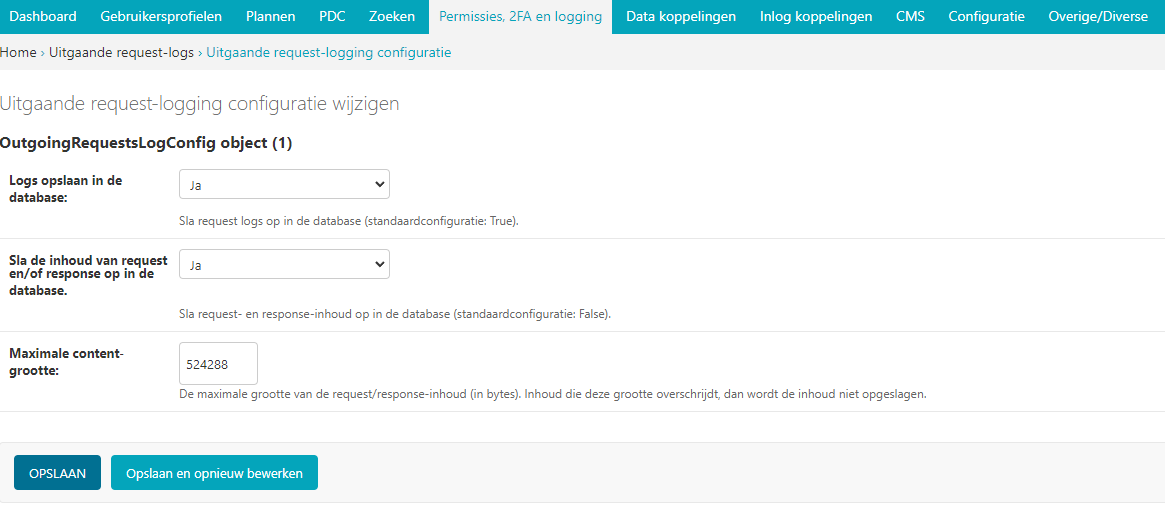 Dashboard Gebruikersprofielen Plannen PDC Zoeken Permissies, 2FA en logging Data koppelingen Inlog koppelingen CMS Configuratie Overige/Diverse
Home › Uitgaande request-logs › Uitgaande request-logging configuratie
Uitgaande request-logging configuratie wijzigen
OutgoingRequestsLogConfig object (1)
Logs opslaan in de
database:
Ja
Sla request logs op in de database (standaardconfiguratie: True).
Sla de inhoud van request
en/of response op in de
database.
Ja
Sla request- en response-inhoud op in de database (standaardconfiguratie: False).
Maximale content-
grootte:
524288
De maximale grootte van de request/response-inhoud (in bytes). Inhoud die deze grootte overschrijdt, dan wordt de inhoud niet opgeslagen.
OPSLAAN Opslaan en opnieuw bewerken